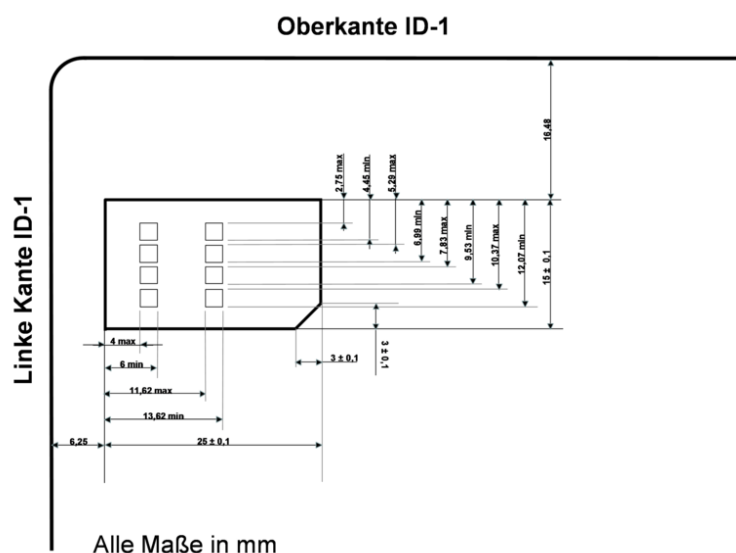 Oberkante ID-1
Linke Kante ID-1
16,48
2,75 max
4,45 min
5,29 max
6,99 min
7,83 max
9,53 min
10,37 max
12,07 min
15 ± 0,1
4 max
6 min
3 ± 0,1
3 ± 0,1
11,62 max
13,62 min
6,25
25 ± 0,1
Alle Maße in mm